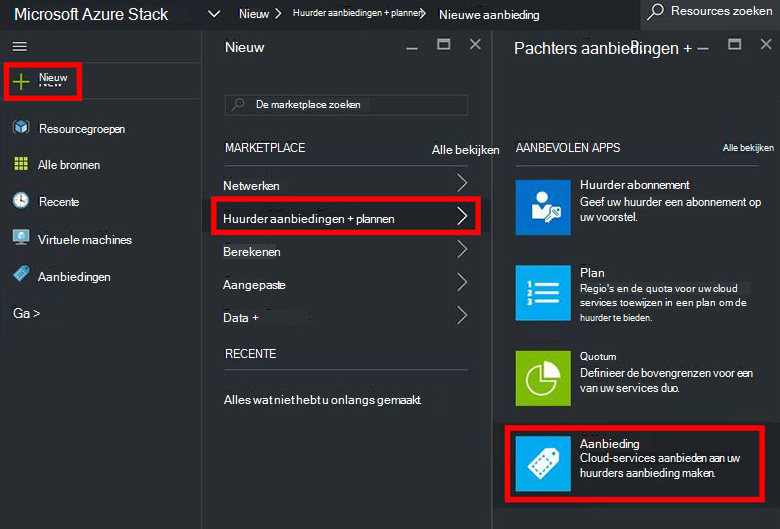 Microsoft Azure Stack
Nieuw
Huurder aanbiedingen + plannen
Nieuwe aanbieding
Resources zoeken
Nieuw
Resourcegroepen
Alle bronnen
Recente
Virtuele machines
Aanbiedingen
Ga >
Nieuw
De marketplace zoeken
MARKETPLACE
Alle bekijken
Netwerken
Huurder aanbiedingen + plannen
Berekenen
Aangepaste
Data +
RECENTE
Alles wat niet hebt u onlangs gemaakt.
Pachters aanbiedingen +
AANBEVOLEN APPS
Alle bekijken
Huurder abonnement
Geef uw huurder een abonnement op
uw voorstel.
Plan
Regio's en de quota voor uw cloud
services toewijzen in een plan om de
huurder te bieden.
Quotum
Definieer de bovengrenzen voor een
van uw services duo.
Aanbieding
Cloud-services aanbieden aan uw
huurders aanbieding maken.